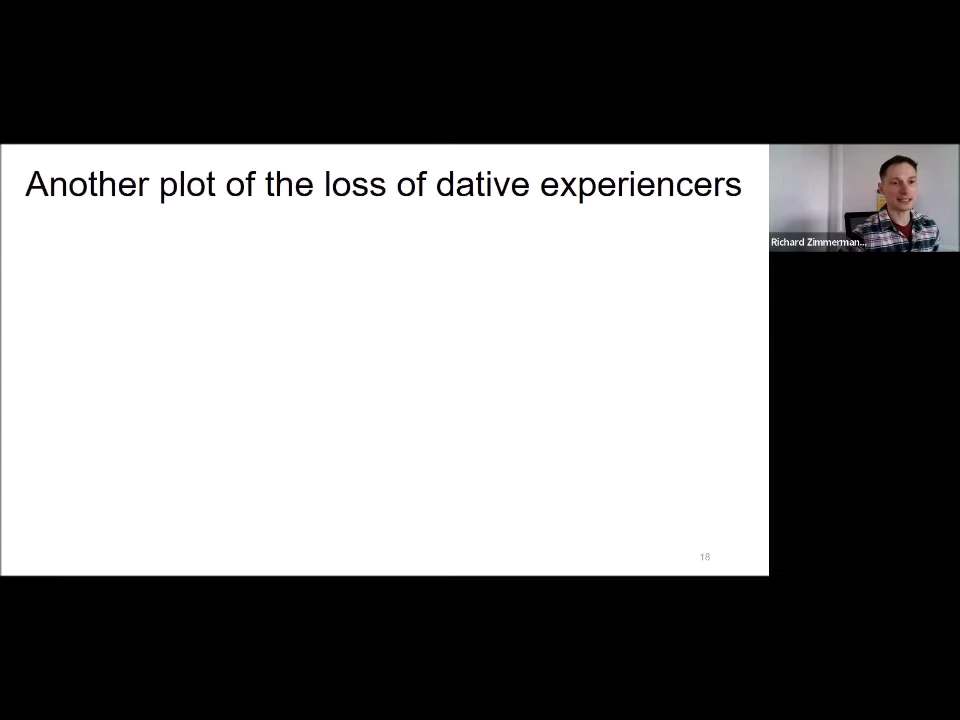 Another plot of the loss of dative experiencers
Richard Zimmerman...
18